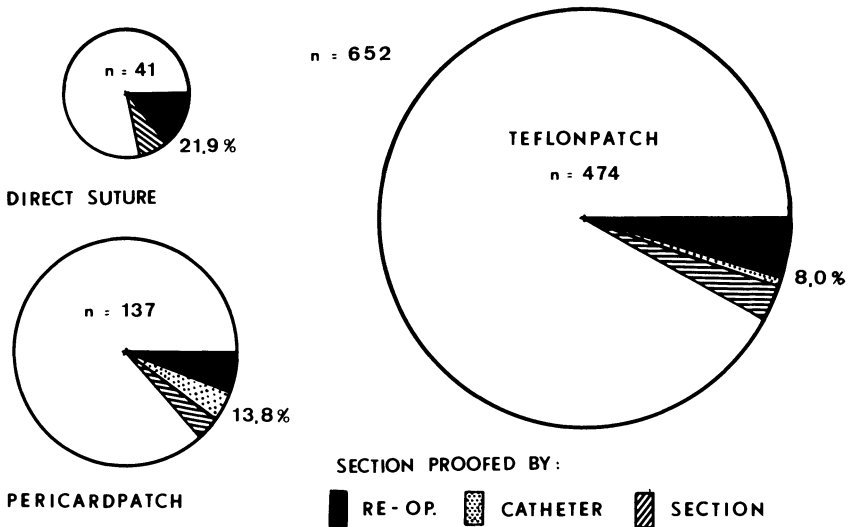 n = 41
21,9 %
DIRECT SUTURE
n = 652
TEFLONPATCH
n = 474
8,0 %
n = 137
13,8 %
PERICARDPATCH
SECTION PROOFED BY:
RE-OP. CATHETER SECTION